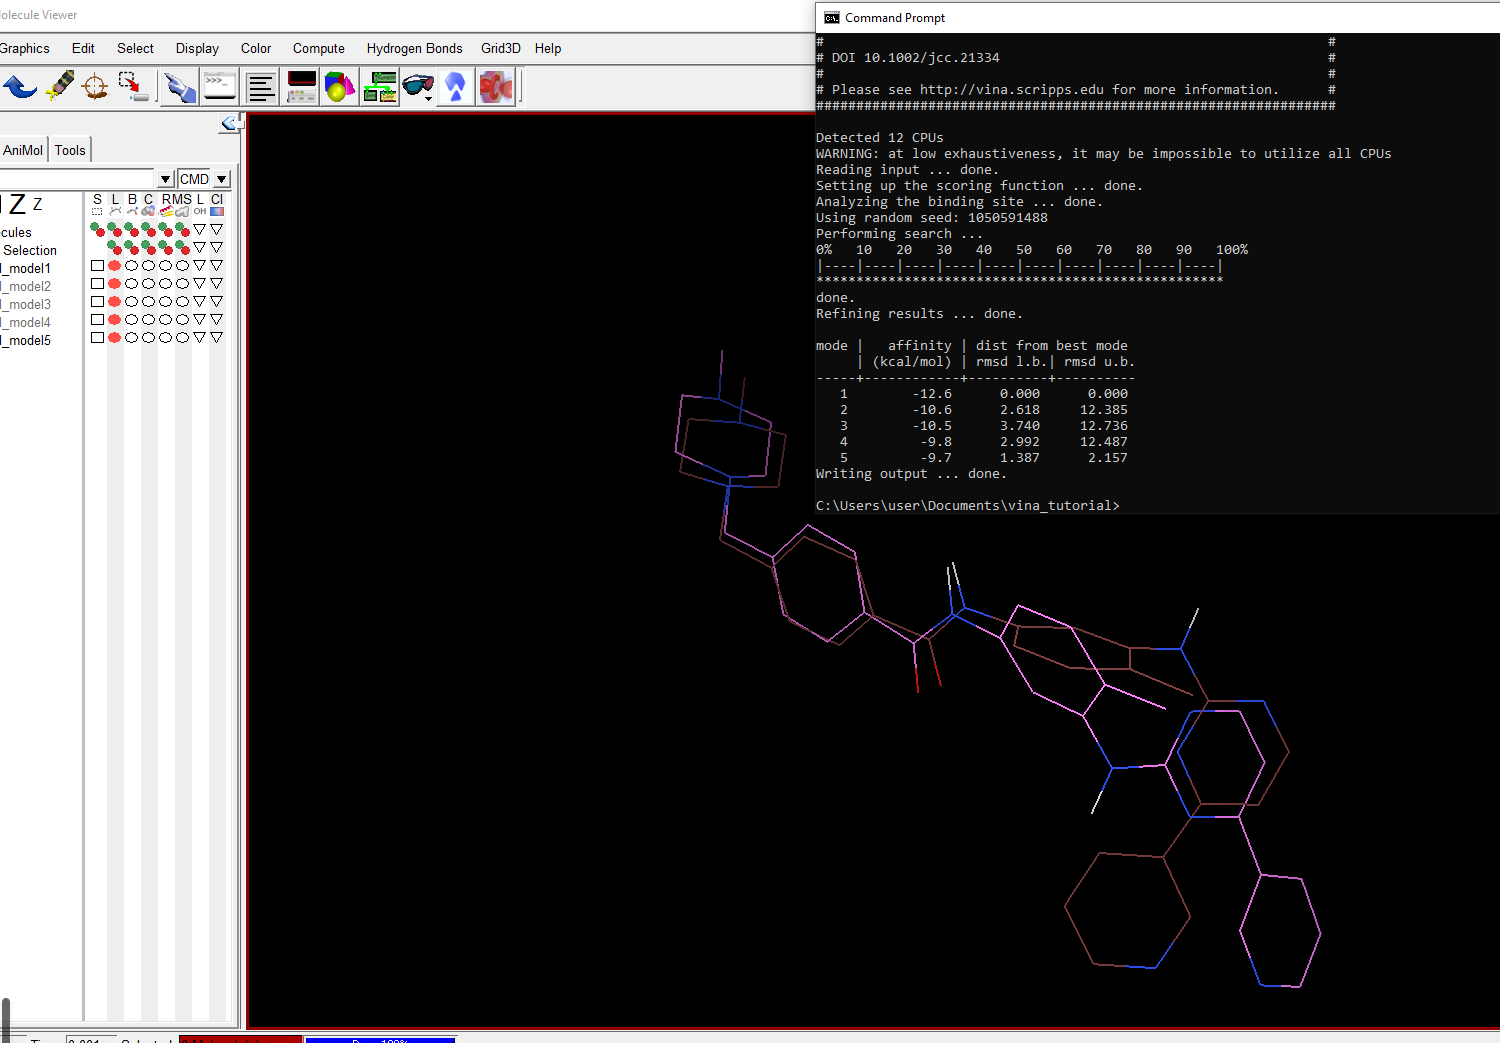 olecule Viewer
Graphics Edit Select Display Color Compute Hydrogen Bonds Grid3D Help
AniMol Tools
CMD
Z Z
S L B C R MS L Cl
OH
cules
Selection
l_model1
l_model2
l_model3
l_model4
l_model5
Command Prompt
# #
# DOI 10.1002/jcc.21334 #
# #
# Please see http://vina.scripps.edu for more information. #
#################################################################
Detected 12 CPUs
WARNING: at low exhaustiveness, it may be impossible to utilize all CPUs
Reading input ... done.
Setting up the scoring function ... done.
Analyzing the binding site ... done.
Using random seed: 1050591488
Performing search ...
0% 10 20 30 40 50 60 70 80 90 100%
|----|----|----|----|----|----|----|----|----|----|
***************************************************
done.
Refining results ... done.
mode | affinity | dist from best mode
| (kcal/mol) | rmsd l.b.| rmsd u.b.
-----+------------+----------+----------
1 -12.6 0.000 0.000
2 -10.6 2.618 12.385
3 -10.5 3.740 12.736
4 -9.8 2.992 12.487
5 -9.7 1.387 2.157
Writing output ... done.
C:\Users\user\Documents\vina_tutorial>